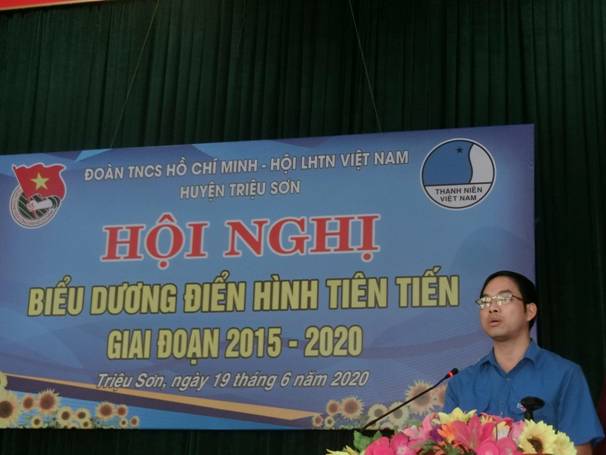 ĐOÀN TNCS HỒ CHÍ MINH - HỘI LHTN VIỆT NAM
HUYỆN TRIỆU SƠN
THANH NIÊN
VIỆT NAM
HỘI NGHỊ
BIỂU DƯƠNG ĐIỂN HÌNH TIÊN TIẾN
GIAI ĐOẠN 2015 - 2020
Triệu Sơn, ngày 19 tháng 6 năm 2020